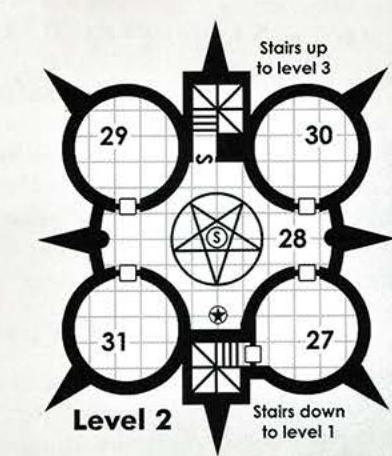 Stairs up
to level 3
29
30
S
S
28
31
27
Level 2
Stairs down
to level 1